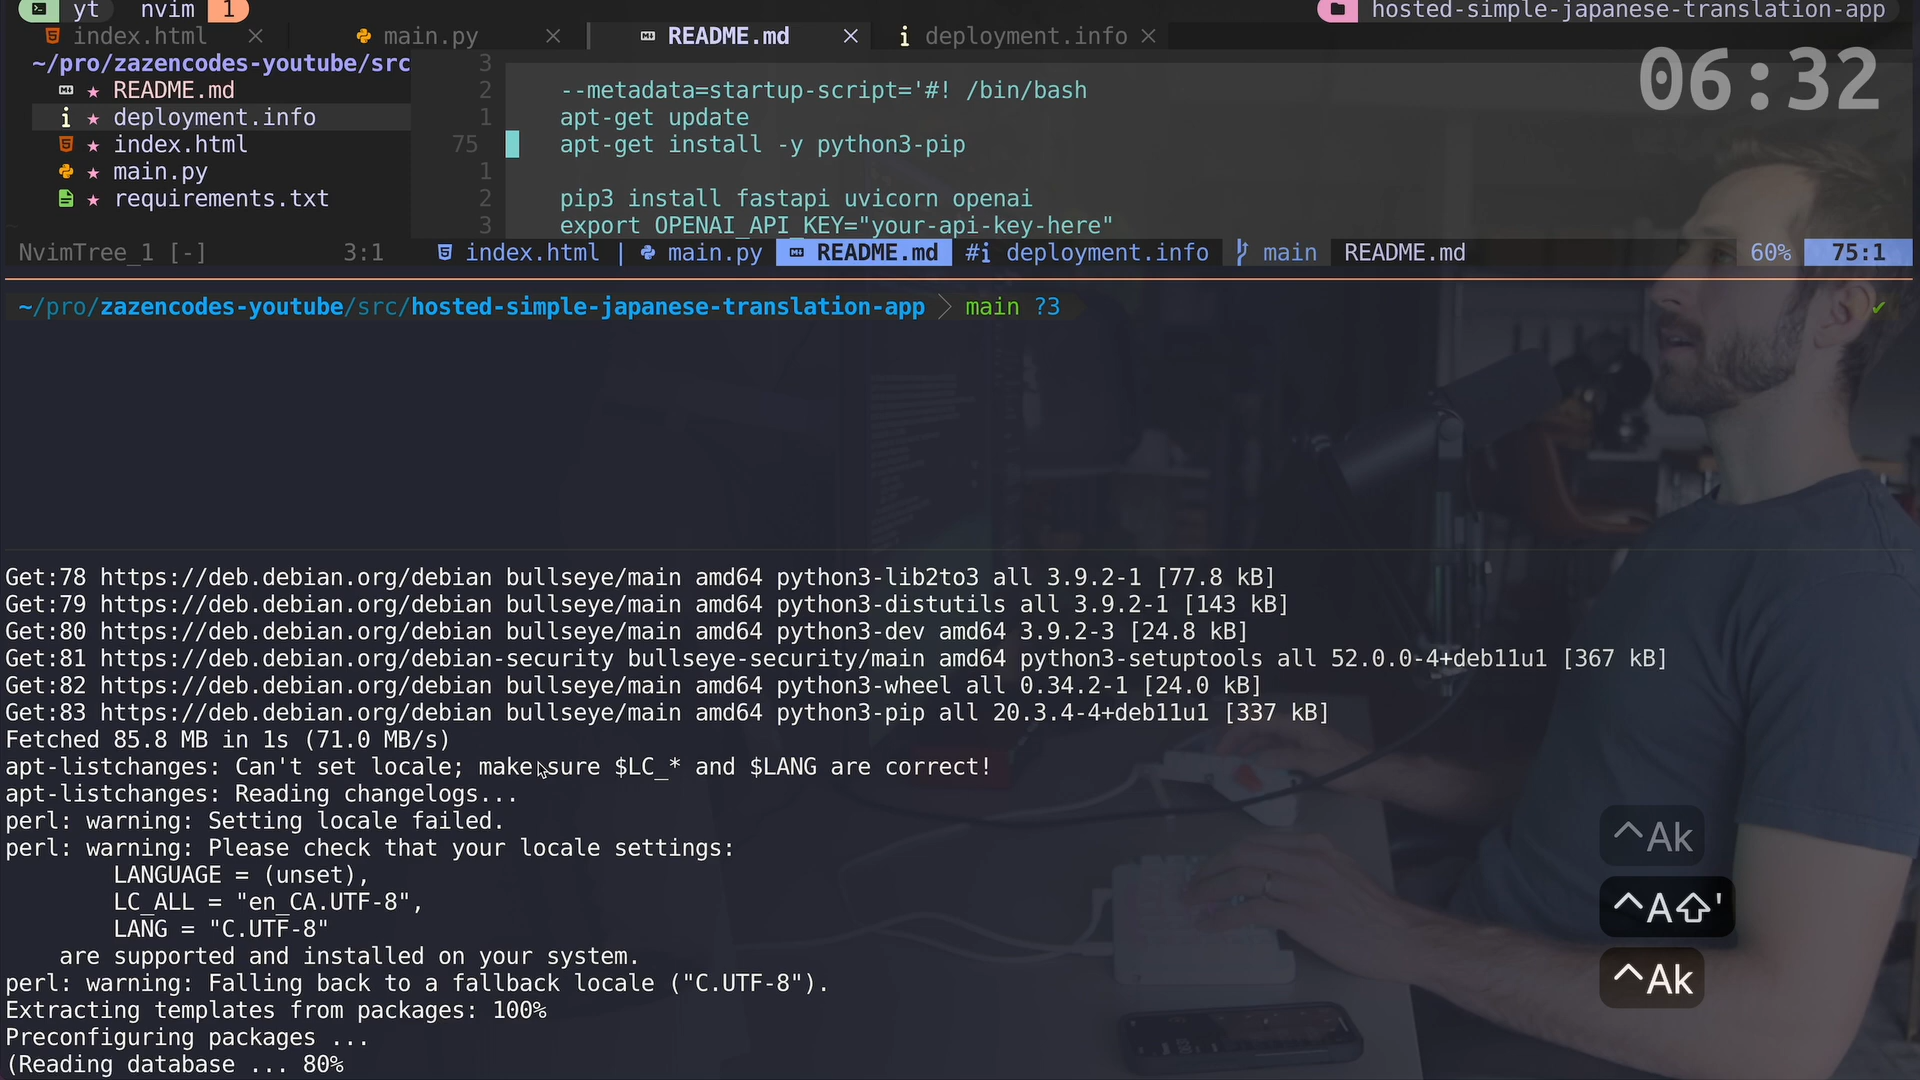 yt nvim 1 hosted-simple-japanese-translation-app
index.html main.py README.md deployment.info
06:32
~/pro/zazencodes-youtube/src
README.md
deployment.info
index.html
main.py
requirements.txt
3
2 --metadata=startup-script='#! /bin/bash
1 apt-get update
75 apt-get install -y python3-pip
1
2 pip3 install fastapi uvicorn openai
3 export OPENAI_API_KEY="your-api-key-here"
NvimTree_1 [-] 3:1 index.html | main.py README.md #i deployment.info main README.md 60% 75:1
~/pro/zazencodes-youtube/src/hosted-simple-japanese-translation-app main ?3 ✔
Get:78 https://deb.debian.org/debian bullseye/main amd64 python3-lib2to3 all 3.9.2-1 [77.8 kB]
Get:79 https://deb.debian.org/debian bullseye/main amd64 python3-distutils all 3.9.2-1 [143 kB]
Get:80 https://deb.debian.org/debian bullseye/main amd64 python3-dev amd64 3.9.2-3 [24.8 kB]
Get:81 https://deb.debian.org/debian-security bullseye-security/main amd64 python3-setuptools all 52.0.0-4+deb11u1 [367 kB]
Get:82 https://deb.debian.org/debian bullseye/main amd64 python3-wheel all 0.34.2-1 [24.0 kB]
Get:83 https://deb.debian.org/debian bullseye/main amd64 python3-pip all 20.3.4-4+deb11u1 [337 kB]
Fetched 85.8 MB in 1s (71.0 MB/s)
apt-listchanges: Can't set locale; make sure $LC_* and $LANG are correct!
apt-listchanges: Reading changelogs...
perl: warning: Setting locale failed.
perl: warning: Please check that your locale settings:
LANGUAGE = (unset),
LC_ALL = "en_CA.UTF-8",
LANG = "C.UTF-8"
are supported and installed on your system.
perl: warning: Falling back to a fallback locale ("C.UTF-8").
Extracting templates from packages: 100%
Preconfiguring packages ...
(Reading database ... 80%
^Ak
^A⇧'
^Ak